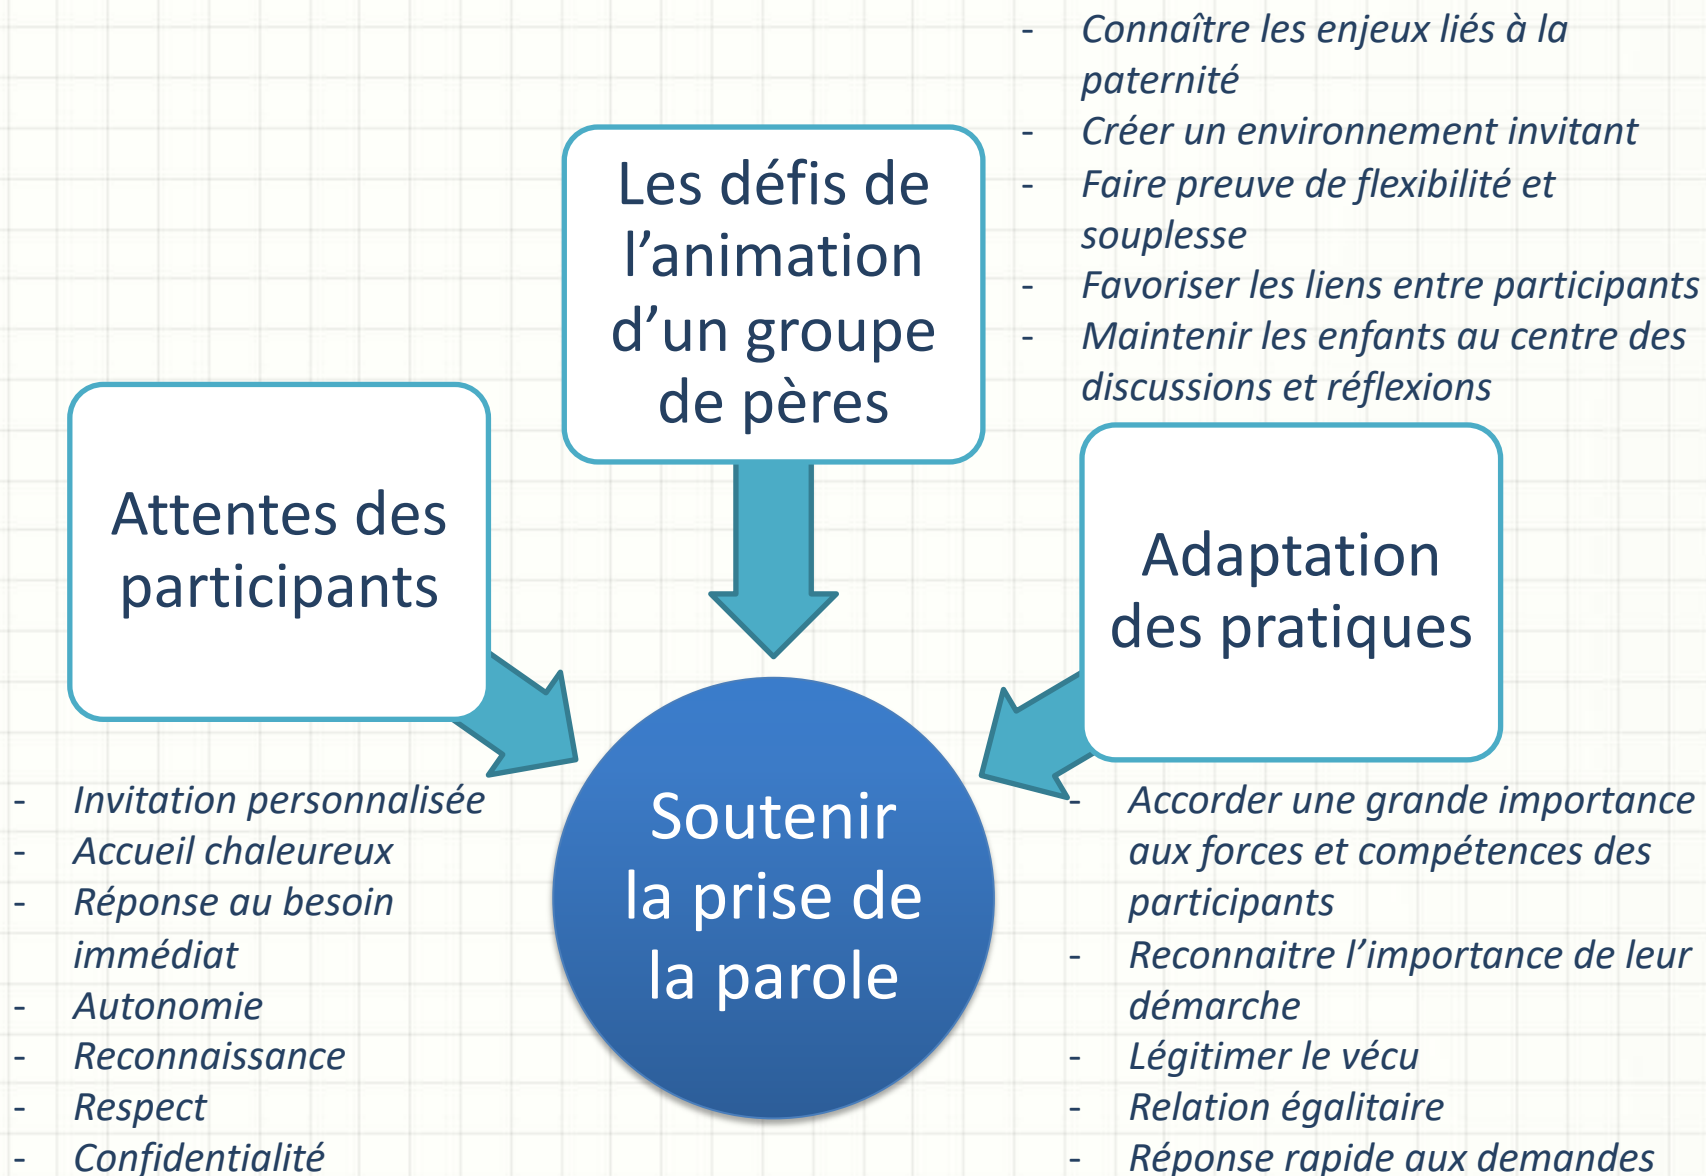 - Connaître les enjeux liés à la
paternité
- Créer un environnement invitant
- Faire preuve de flexibilité et
souplesse
- Favoriser les liens entre participants
- Maintenir les enfants au centre des
discussions et réflexions
Les défis de
l’animation
d’un groupe
de pères
Attentes des
participants
Adaptation
des pratiques
Soutenir
la prise de
la parole
- Invitation personnalisée
- Accueil chaleureux
- Réponse au besoin
immédiat
- Autonomie
- Reconnaissance
- Respect
- Confidentialité
- Accorder une grande importance
aux forces et compétences des
participants
- Reconnaitre l’importance de leur
démarche
- Légitimer le vécu
- Relation égalitaire
- Réponse rapide aux demandes